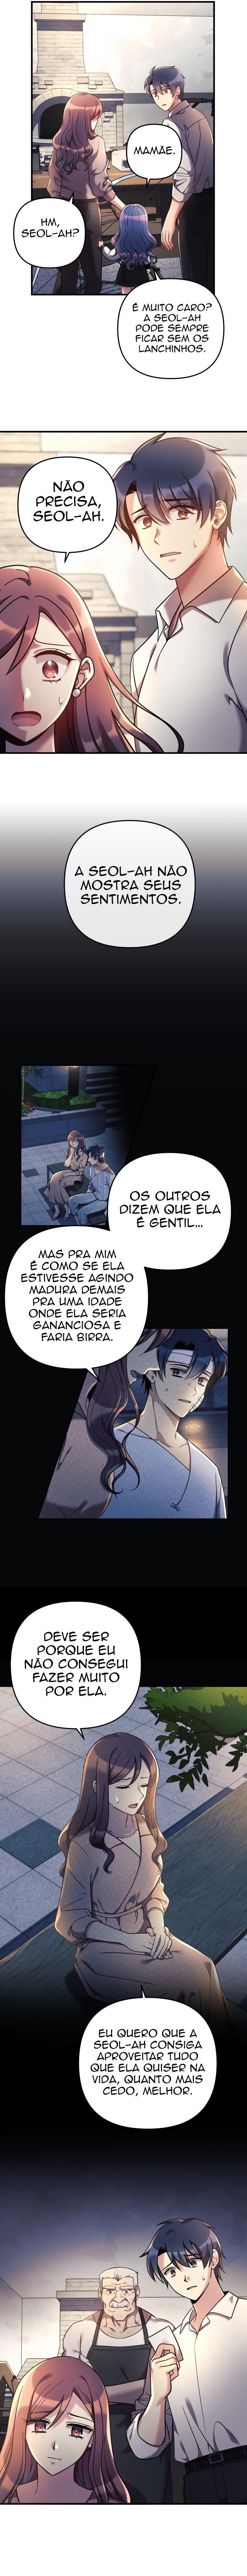 MAMÃE.
HM,
SEOL-AH?
É MUITO CARO?
A SEOL-AH
PODE SEMPRE
FICAR SEM OS
LANCHINHOS.
NÃO
PRECISA,
SEOL-AH.
A SEOL-AH NÃO
MOSTRA SEUS
SENTIMENTOS.
OS OUTROS
DIZEM QUE ELA
É GENTIL...
MAS PRA MIM
É COMO SE ELA
ESTIVESSE AGINDO
MADURA DEMAIS
PRA UMA IDADE
ONDE ELA SERIA
GANANCIOSA E
FARIA BIRRA.
DEVE SER
PORQUE EU
NÃO CONSEGUI
FAZER MUITO
POR ELA.
EU QUERO QUE A
SEOL-AH CONSIGA
APROVEITAR TUDO
QUE ELA QUISER NA
VIDA, QUANTO MAIS
CEDO, MELHOR.